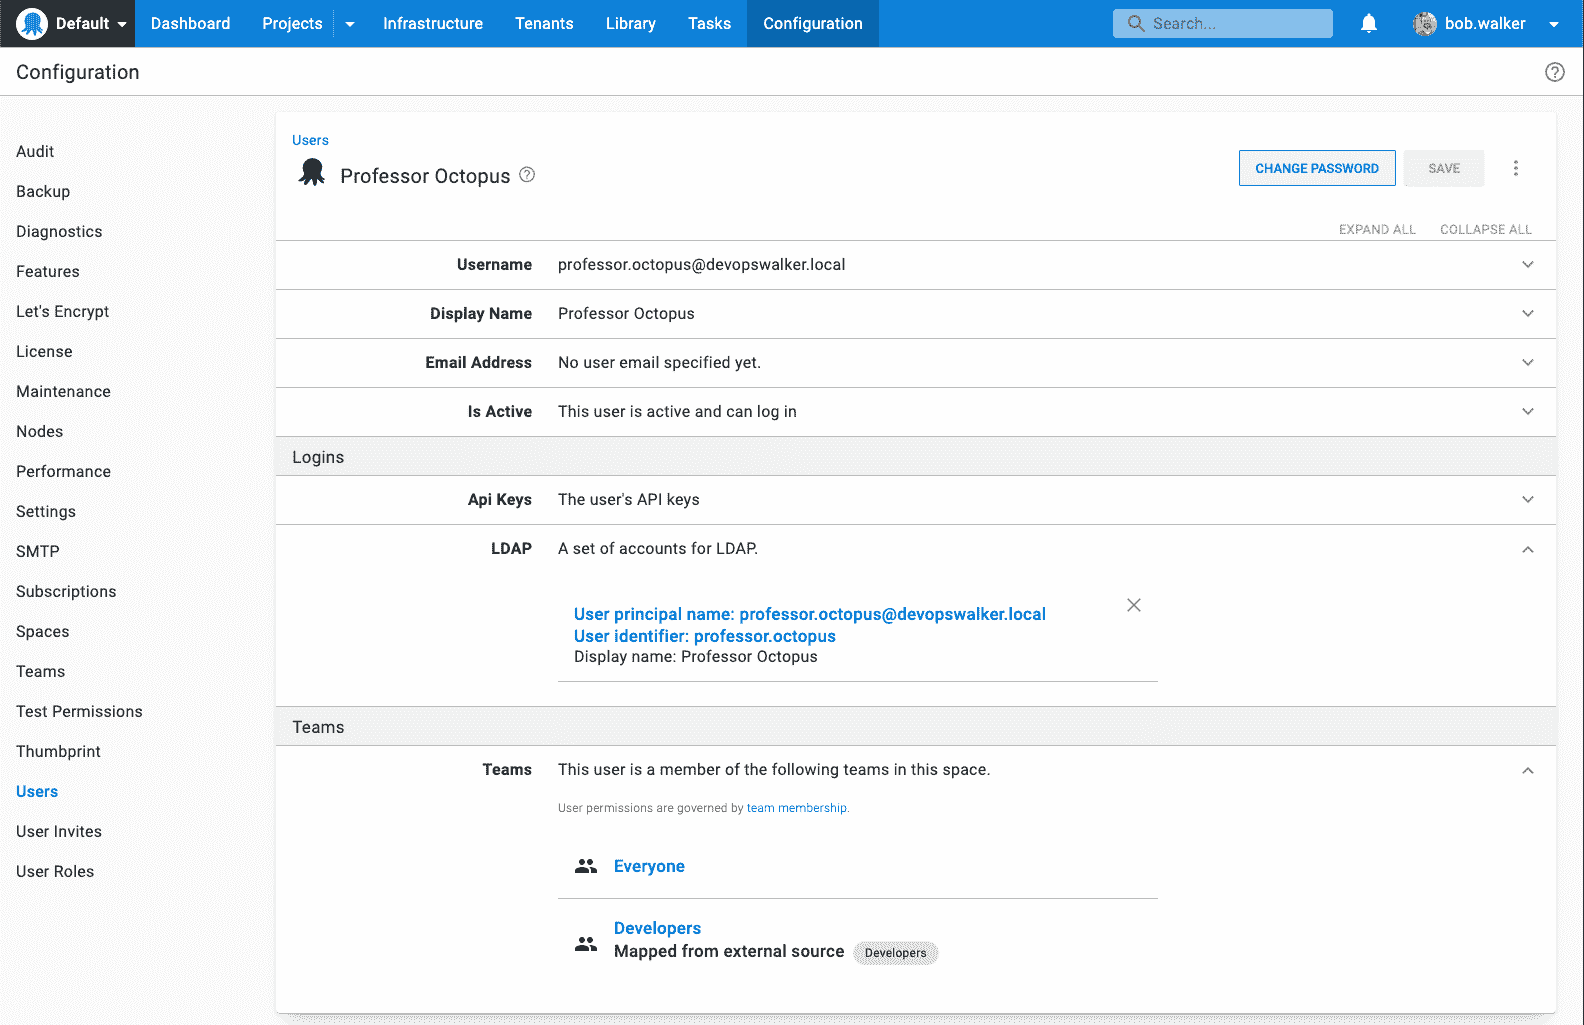 Default Dashboard Projects Infrastructure Tenants Library Tasks Configuration Search... bob.walker
Configuration
Audit
Backup
Diagnostics
Features
Let's Encrypt
License
Maintenance
Nodes
Performance
Settings
SMTP
Subscriptions
Spaces
Teams
Test Permissions
Thumbprint
Users
User Invites
User Roles
Users
Professor Octopus
CHANGE PASSWORD SAVE
EXPAND ALL COLLAPSE ALL
Username professor.octopus@devopswalker.local
Display Name Professor Octopus
Email Address No user email specified yet.
Is Active This user is active and can log in
Logins
Api Keys The user's API keys
LDAP A set of accounts for LDAP.
User principal name: professor.octopus@devopswalker.local
User identifier: professor.octopus
Display name: Professor Octopus
Teams
Teams This user is a member of the following teams in this space.
User permissions are governed by team membership.
Everyone
Developers
Mapped from external source Developers